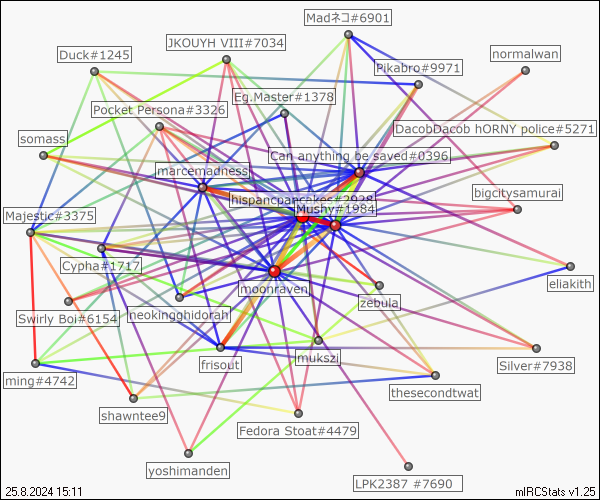 Madネコ#6901
JKOUYH VIII#7034
Duck#1245
normalwan
Pikabro#9971
Eg.Master#1378
Pocket Persona#3326
DacobDacob hORNY police#5271
somass
Can anything be saved#0396
marcemadness
bigcitysamurai
hispancpancakes#2928
Mushy#1984
Majestic#3375
Cypha#1717
eliakith
moonraven
zebula
neokingghidorah
Swirly Boi#6154
mukszi
frisout
Silver#7938
ming#4742
thesecondtwat
shawntee9
Fedora Stoat#4479
yoshimanden
LPK2387 #7690
25.8.2024 15:11
mIRCStats v1.25